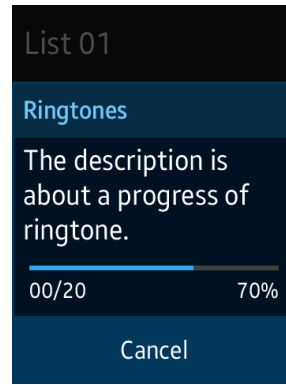 List 01
Ringtones
The description is
about a progress of
ringtone.
00/20 70%
Cancel